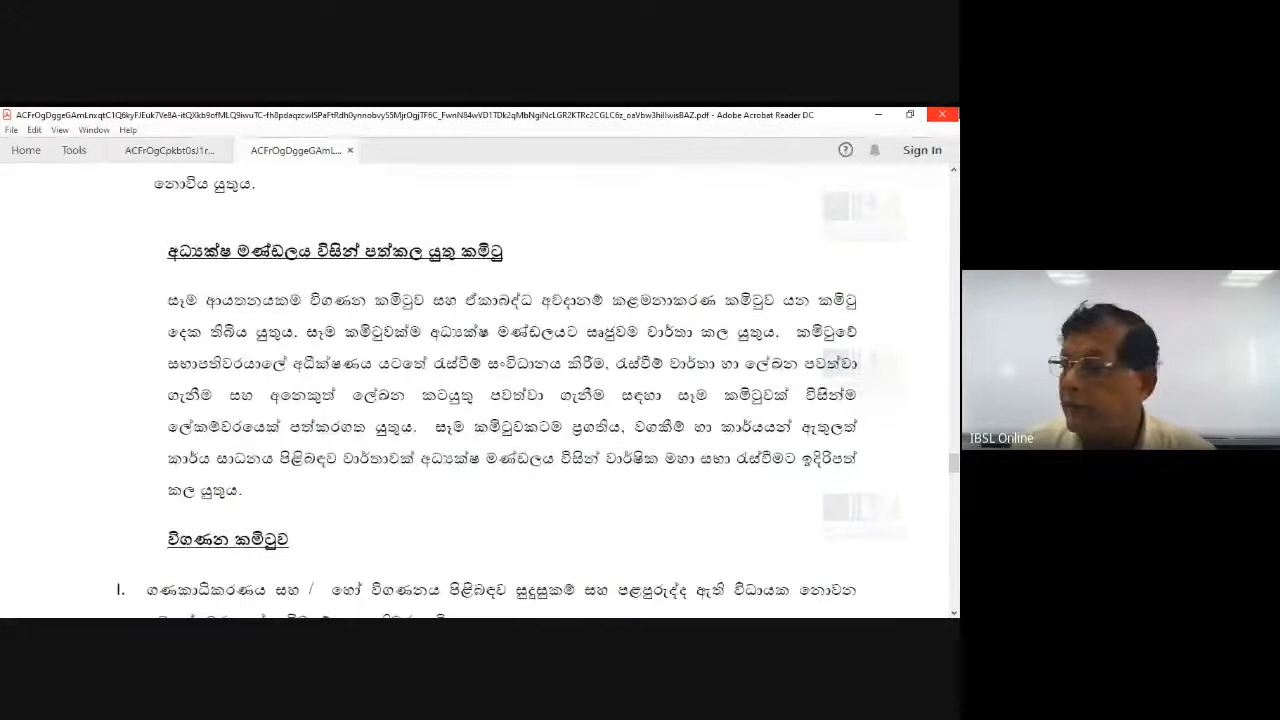 ACFrOgDggeGAmLnxqtC1Q6kyFJEuk7Ve8A-itQXkb9ofMLQ9iwuTC-fh8pdaqzcwISPaFtRdh0ynnobvyS5MjrOgjTF6C_FwnN84wVD1TDk2qMbNgiNcLGR2KTRc2CGLC6z_oaVbw3hillwisBAZ.pdf - Adobe Acrobat Reader DC
File Edit View Window Help
Home Tools ACFrOgCpkbt0sJ1r... ACFrOgDggeGAmL... × Sign In
නොවිය යුතුය.
අධ්‍යක්ෂ මණ්ඩලය විසින් පත්කල යුතු කමිටු
සෑම ආයතනයකම විගණන කමිටුව සහ ඒකාබද්ධ අවදානම් කළමනාකරණ කමිටුව යන කමිටු
දෙක තිබිය යුතුය. සෑම කමිටුවක්ම අධ්‍යක්ෂ මණ්ඩලයට සෘජුවම වාර්තා කල යුතුය. කමිටුවේ
සභාපතිවරයාලේ අධීක්ෂණය යටතේ රැස්වීම් සංවිධානය කිරීම, රැස්වීම් වාර්තා හා ලේඛන පවත්වා
ගැනීම සහ අනෙකුත් ලේඛන කටයුතු පවත්වා ගැනීම සඳහා සෑම කමිටුවක් විසින්ම
ලේකම්වරයෙක් පත්කරගත යුතුය. සෑම කමිටුවකටම ප්‍රගතිය, වගකීම් හා කාර්යයන් ඇතුලත්
කාර්ය සාධනය පිළිබඳව වාර්තාවක් අධ්‍යක්ෂ මණ්ඩලය විසින් වාර්ෂික මහා සභා රැස්වීමට ඉදිරිපත්
කල යුතුය.
විගණන කමිටුව
I. ගණකාධිකරණය සහ / හෝ විගණනය පිළිබඳව සුදුසුකම් සහ පළපුරුද්ද ඇති විධායක නොවන
IBSL Online